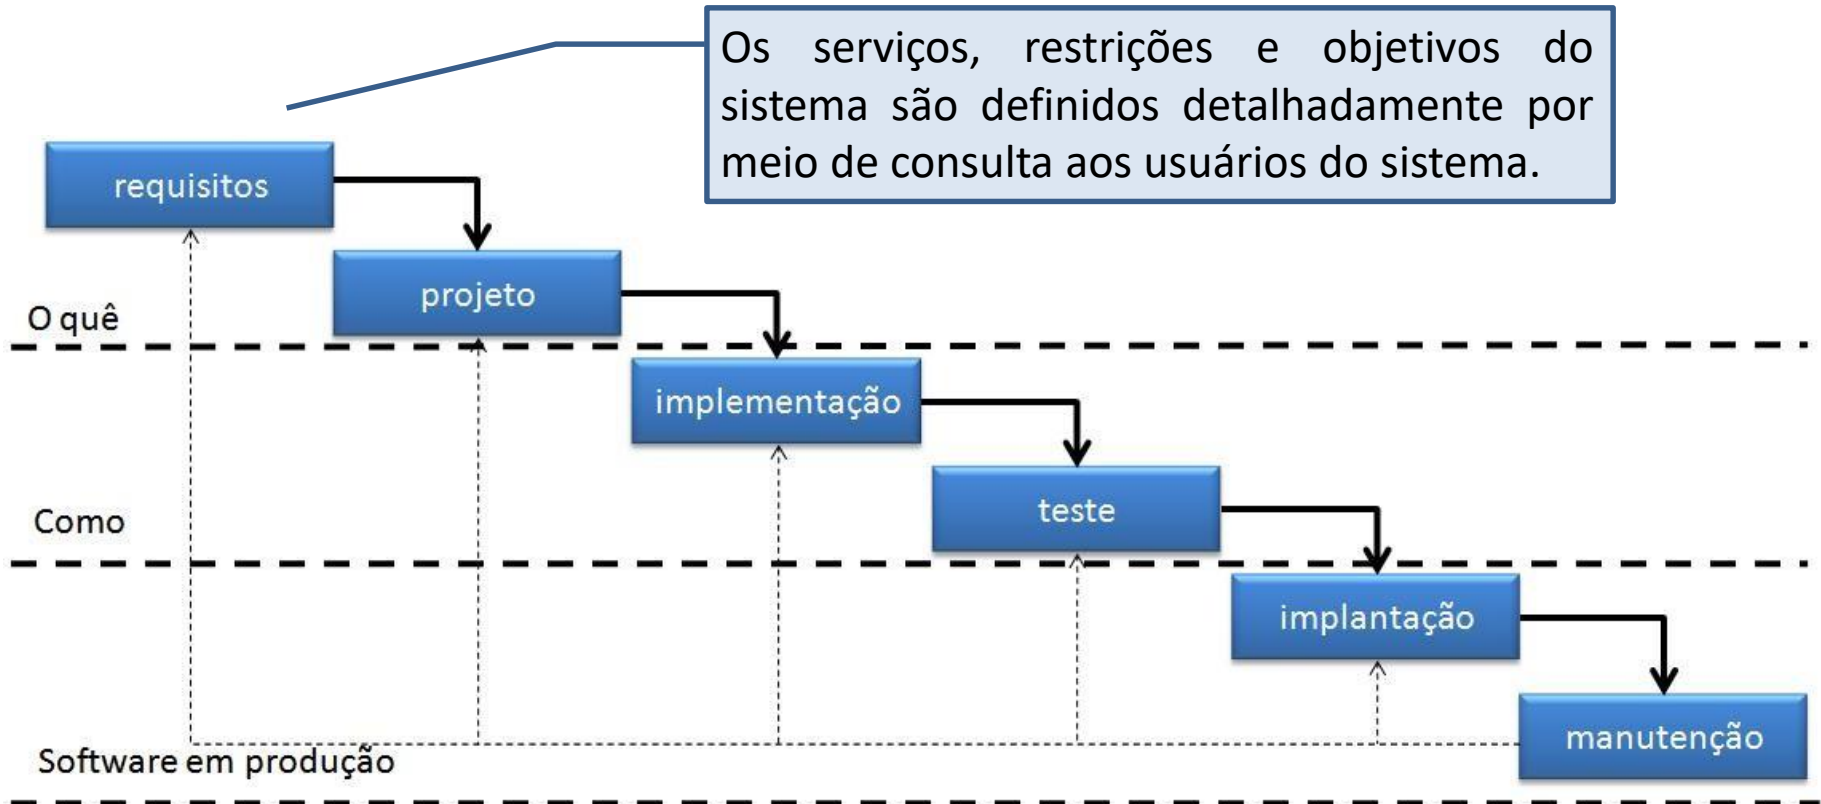 Os serviços, restrições e objetivos do
sistema são definidos detalhadamente por
meio de consulta aos usuários do sistema.
requisitos
projeto
O quê
implementação
teste
Como
implantação
manutenção
Software em produção